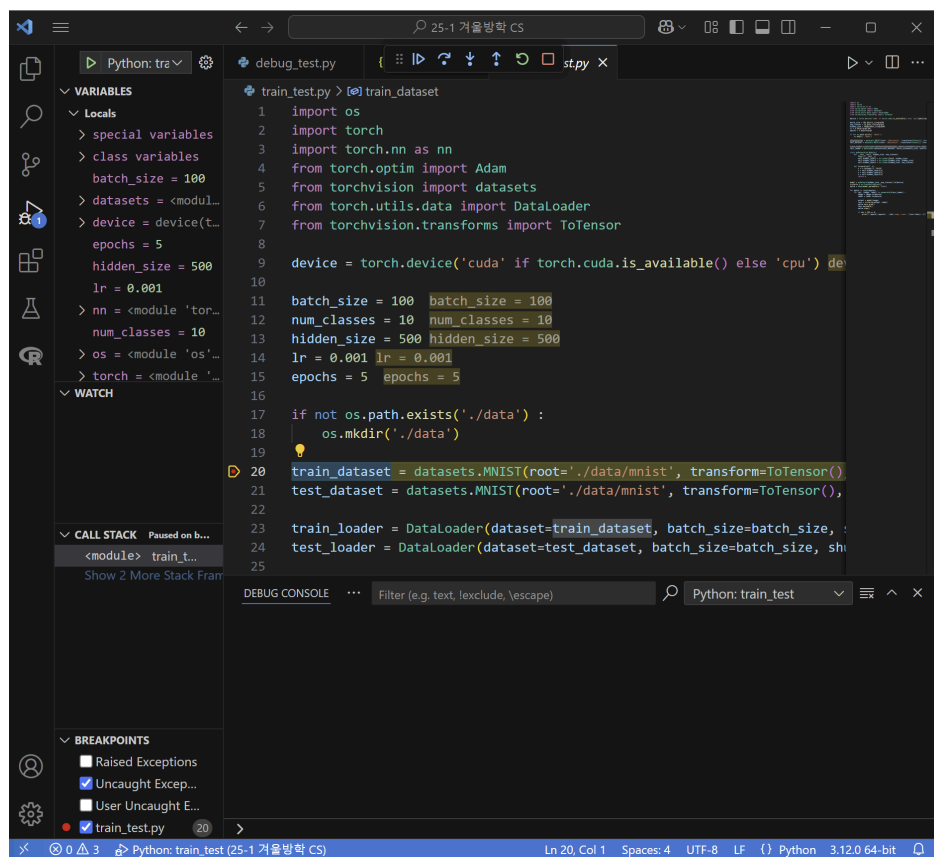 25-1 겨울방학 CS
Python: tra
debug_test.py
st.py
VARIABLES
Locals
special variables
class variables
batch_size = 100
datasets = <modul…
device = device(t…
epochs = 5
hidden_size = 500
lr = 0.001
nn = <module 'tor…
num_classes = 10
os = <module 'os'…
torch = <module '…
WATCH
CALL STACK Paused on b…
<module> train_t…
Show 2 More Stack Fram
BREAKPOINTS
Raised Exceptions
Uncaught Excep…
User Uncaught E…
train_test.py 20
1
train_test.py > train_dataset
1 import os
2 import torch
3 import torch.nn as nn
4 from torch.optim import Adam
5 from torchvision import datasets
6 from torch.utils.data import DataLoader
7 from torchvision.transforms import ToTensor
8
9 device = torch.device('cuda' if torch.cuda.is_available() else 'cpu') dev
10
11 batch_size = 100 batch_size = 100
12 num_classes = 10 num_classes = 10
13 hidden_size = 500 hidden_size = 500
14 lr = 0.001 lr = 0.001
15 epochs = 5 epochs = 5
16
17 if not os.path.exists('./data') :
18 os.mkdir('./data')
19
20 train_dataset = datasets.MNIST(root='./data/mnist', transform=ToTensor()
21 test_dataset = datasets.MNIST(root='./data/mnist', transform=ToTensor(),
22
23 train_loader = DataLoader(dataset=train_dataset, batch_size=batch_size, s
24 test_loader = DataLoader(dataset=test_dataset, batch_size=batch_size, shu
25
DEBUG CONSOLE
Filter (e.g. text, !exclude, \escape)
Python: train_test
0 3 Python: train_test (25-1 겨울방학 CS)
Ln 20, Col 1 Spaces: 4 UTF-8 LF {} Python 3.12.0 64-bit